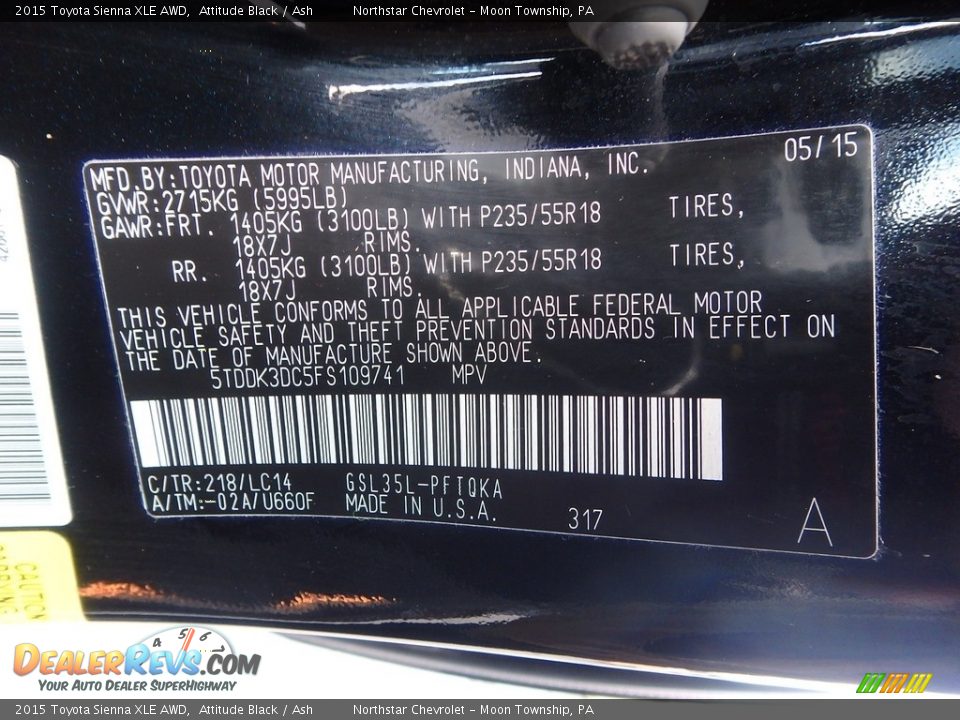 2015 Toyota Sienna XLE AWD, Attitude Black / Ash Northstar Chevrolet - Moon Township, PA
05/15
MFD.BY:TOYOTA MOTOR MANUFACTURING, INDIANA, INC.
GVWR:2715KG (5995LB)
GAWR:FRT. 1405KG (3100LB) WITH P235/55R18 TIRES,
18X7J RIMS.
RR. 1405KG (3100LB) WITH P235/55R18 TIRES,
18X7J RIMS.
THIS VEHICLE CONFORMS TO ALL APPLICABLE FEDERAL MOTOR
VEHICLE SAFETY AND THEFT PREVENTION STANDARDS IN EFFECT ON
THE DATE OF MANUFACTURE SHOWN ABOVE.
5TDDK3DC5FS109741 MPV
C/TR:218/LC14 GSL35L-PFTQKA
A/TM:-02A/U660F MADE IN U.S.A.
317
A
CAUTION
4 5 6
DealerRevs.com
Your Auto Dealer SuperHighway
2015 Toyota Sienna XLE AWD, Attitude Black / Ash Northstar Chevrolet - Moon Township, PA